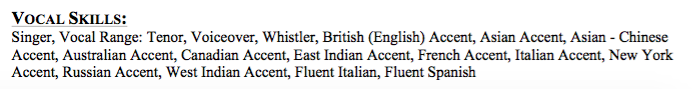 VOCAL SKILLS:
Singer, Vocal Range: Tenor, Voiceover, Whistler, British (English) Accent, Asian Accent, Asian - Chinese
Accent, Australian Accent, Canadian Accent, East Indian Accent, French Accent, Italian Accent, New York
Accent, Russian Accent, West Indian Accent, Fluent Italian, Fluent Spanish